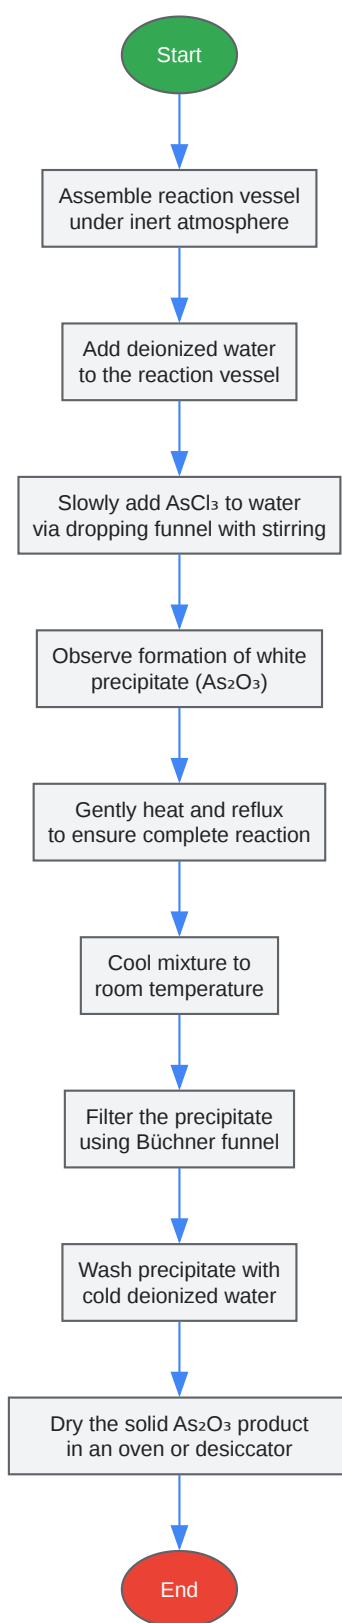 Start
Assemble reaction vessel
under inert atmosphere
Add deionized water
to the reaction vessel
Slowly add AsCl₃ to water
via dropping funnel with stirring
Observe formation of white
precipitate (As₂O₃)
Gently heat and reflux
to ensure complete reaction
Cool mixture to
room temperature
Filter the precipitate
using Büchner funnel
Wash precipitate with
cold deionized water
Dry the solid As₂O₃ product
in an oven or desiccator
End